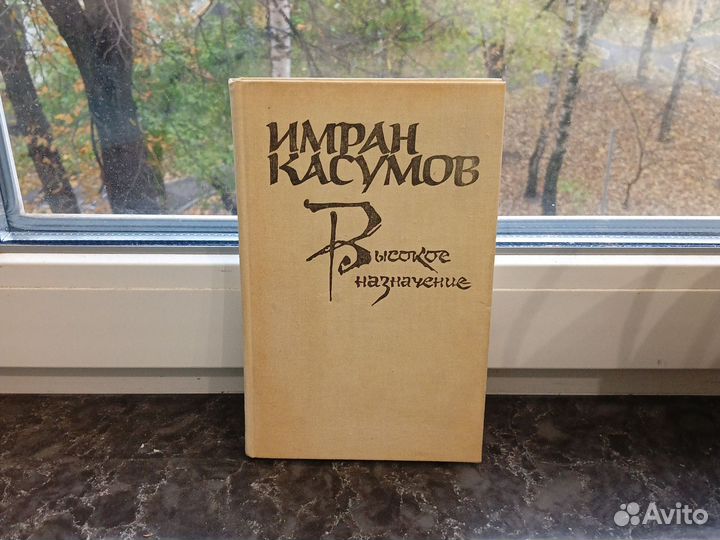 ИМРАН
КАСУМОВ
Высокое
назначение
Avito